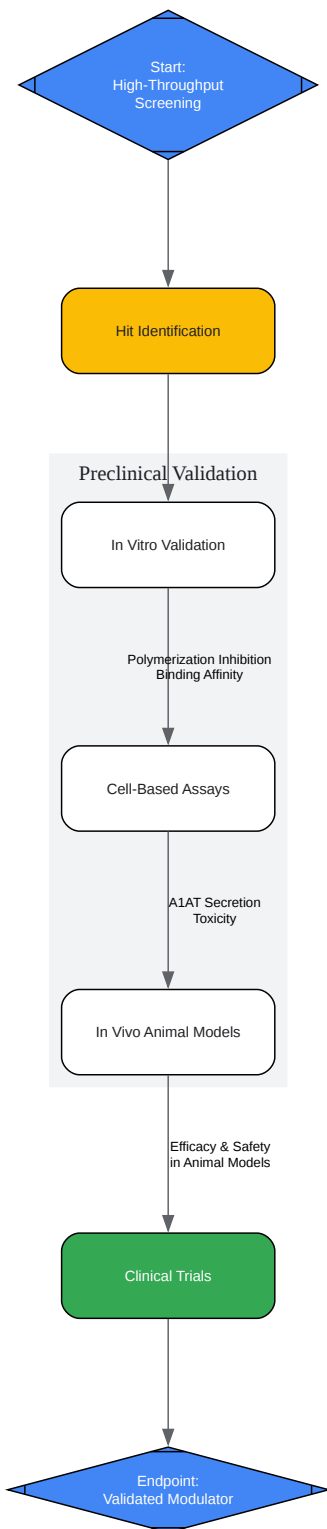 Start:
High-Throughput
Screening
Hit Identification
Preclinical Validation
In Vitro Validation
Polymerization Inhibition
Binding Affinity
Cell-Based Assays
A1AT Secretion
Toxicity
In Vivo Animal Models
Efficacy & Safety
in Animal Models
Clinical Trials
Endpoint:
Validated Modulator